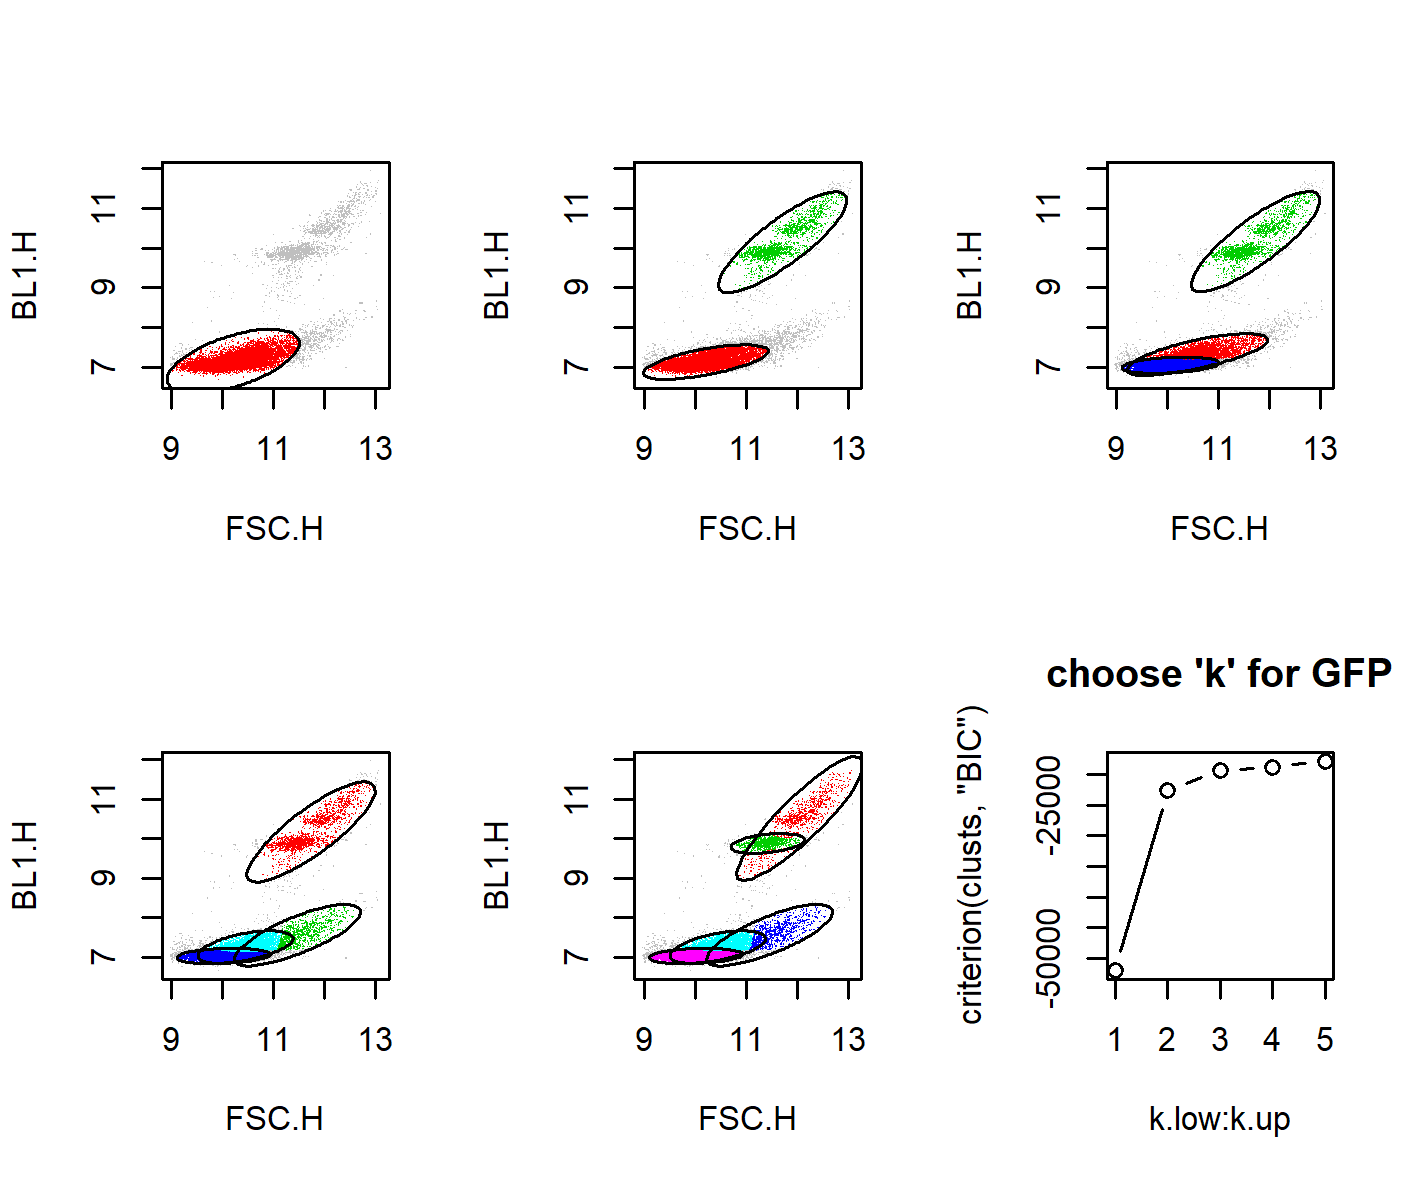 BL1.H
7 9 11
9 11 13
FSC.H
BL1.H
7 9 11
9 11 13
FSC.H
BL1.H
7 9 11
9 11 13
FSC.H
BL1.H
7 9 11
9 11 13
FSC.H
BL1.H
7 9 11
9 11 13
FSC.H
choose 'k' for GFP
criterion(clusts, "BIC")
-50000 -25000
1 2 3 4 5
k.low:k.up